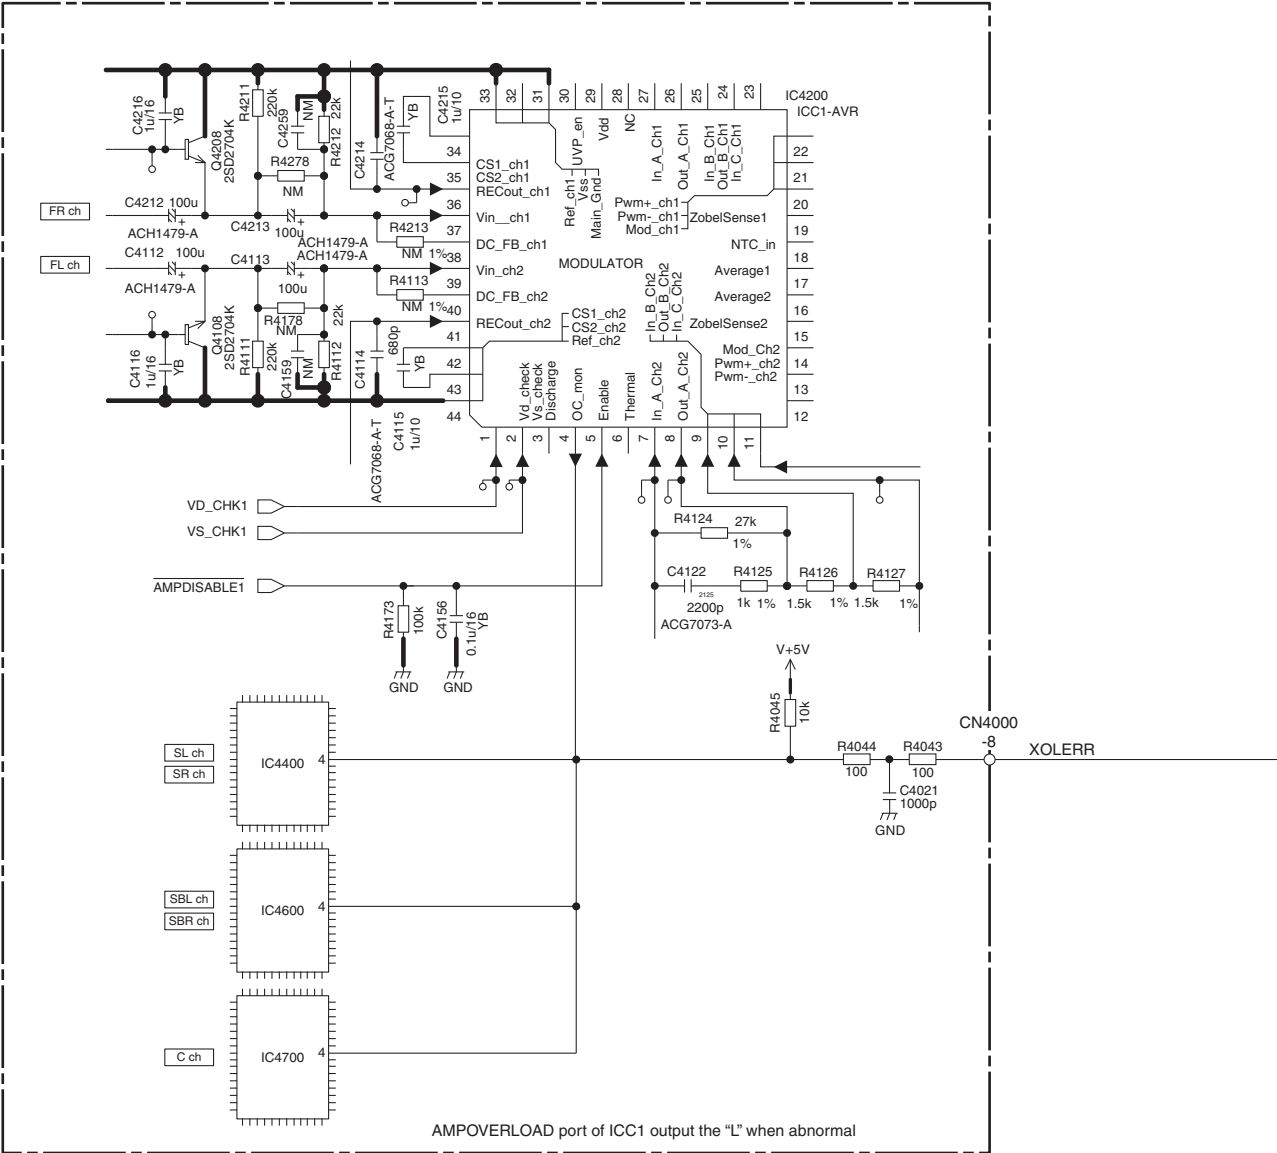 IC4200
ICC1-AVR
33
32
31
30
29
28
27
26
25
24
23
C4216
1u/16
YB
Q4208
2SD2704K
R4211
220k
C4259
NM
22k
R4212
R4278
NM
C4214
ACG7068-A-T
YB
C4215
1u/10
UVP_en
Vdd
NC
In_A_Ch1
Out_A_Ch1
In_B_Ch1
Out_B_Ch1
In_C_Ch1
34
CS1_ch1
CS2_ch1
35
RECout_ch1
36
Vin__ch1
37
DC_FB_ch1
38
Vin_ch2
39
DC_FB_ch2
40
RECout_ch2
41
42
43
44
Ref_ch1
Vss
Main_Gnd
Pwm+_ch1
Pwm-_ch1
Mod_ch1
ZobelSense1
NTC_in
Average1
Average2
ZobelSense2
Mod_Ch2
Pwm+_ch2
Pwm-_ch2
22
21
20
19
18
17
16
15
14
13
12
MODULATOR
FR ch
C4212 100u
+
ACH1479-A
C4213
100u
+
ACH1479-A
R4213
NM 1%
FL ch
C4112
100u
+
ACH1479-A
C4113
ACH1479-A
100u
+
R4113
NM 1%
R4178
NM
C4116
1u/16
YB
Q4108
2SD2704K
R4111
220k
C4159
NM
22k
R4112
C4114
680p
YB
ACG7068-A-T
C4115
1u/10
CS1_ch2
CS2_ch2
Ref_ch2
In_B_Ch2
Out_B_Ch2
In_C_Ch2
Vd_check
Vs_check
Discharge
OC_mon
Enable
Thermal
In_A_Ch2
Out_A_Ch2
1
2
3
4
5
6
7
8
9
10
11
VD_CHK1
VS_CHK1
AMPDISABLE1
R4173
100k
GND
C4156
0.1u/16
YB
GND
R4124
27k
1%
C4122
2125
2200p
ACG7073-A
R4125
1k 1%
R4126
1.5k 1%
R4127
1.5k 1%
V+5V
R4045
10k
R4044
100
R4043
100
C4021
1000p
GND
CN4000
-8
XOLERR
SL ch
SR ch
IC4400
4
SBL ch
SBR ch
IC4600
4
C ch
IC4700
4
AMPOVERLOAD port of ICC1 output the “L” when abnormal